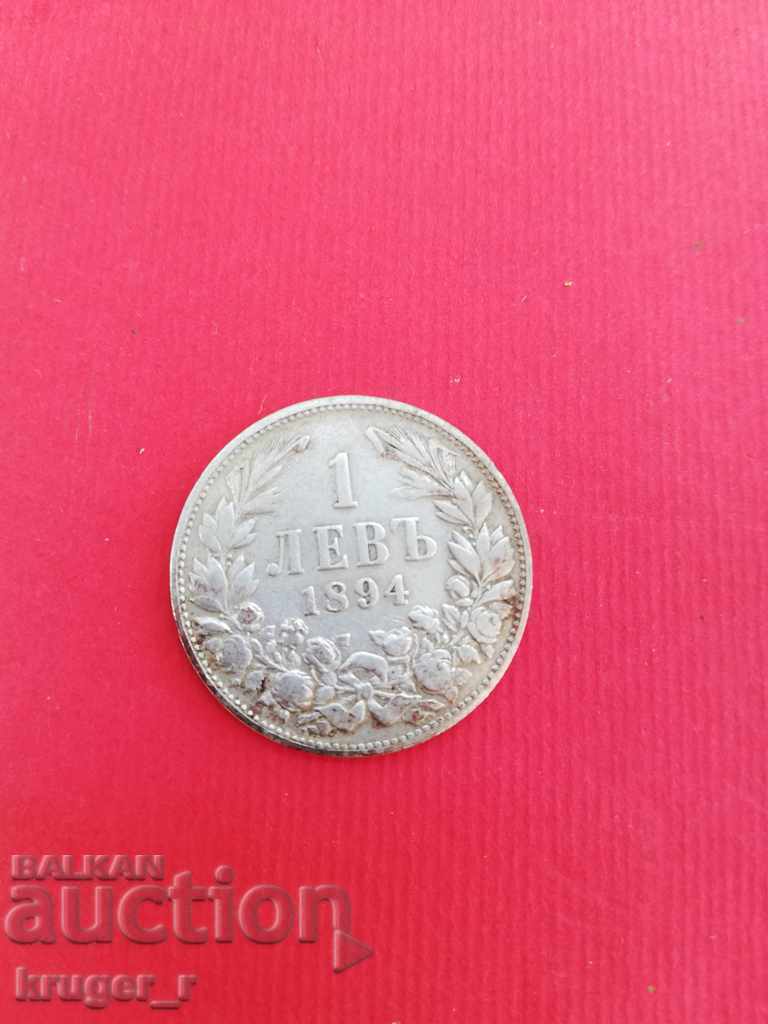 1
ЛЕВЪ
1894
BALKAN
auction
kruger_r